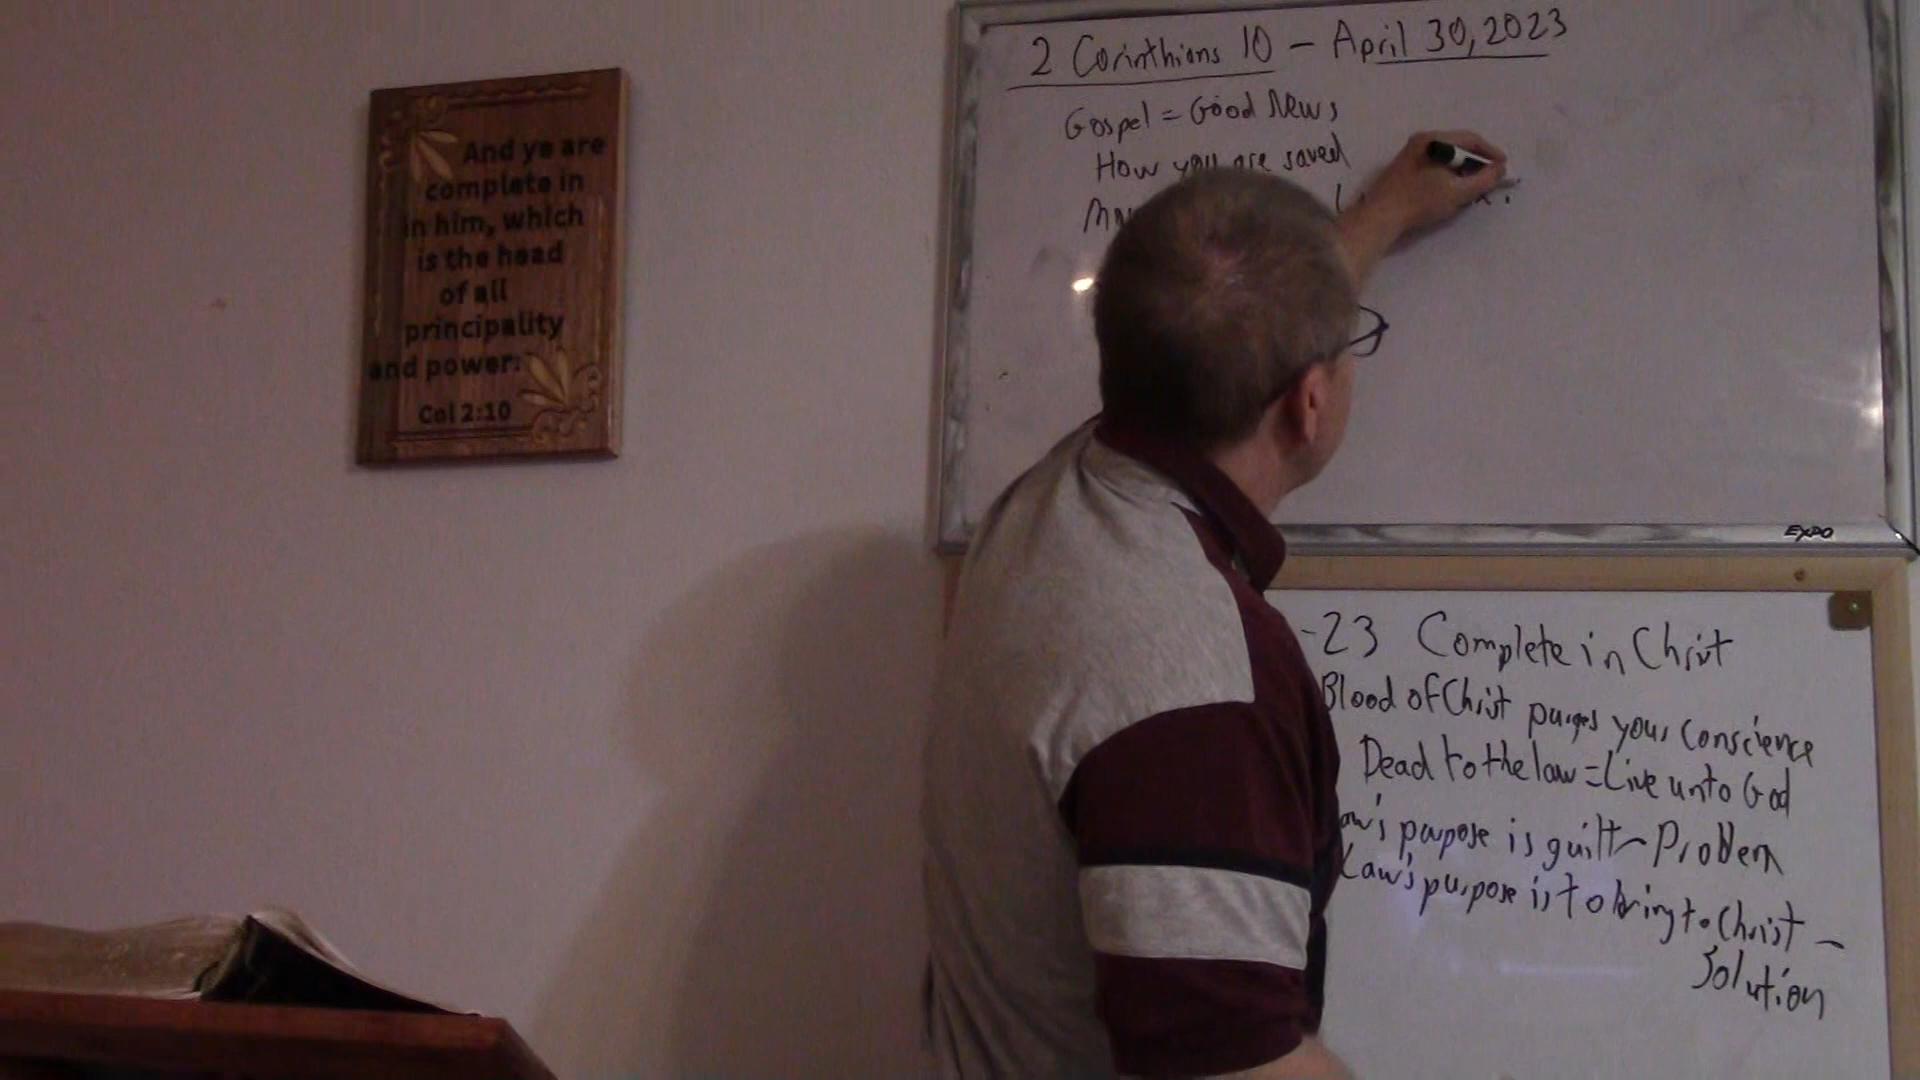 And ye are
complete in
in him, which
is the head
of all
principality
and power:
Col 2:10
2 Corinthians 10 – April 30, 2023
Gospel = Good News
How you are saved
EXPO
-23 Complete in Christ
Blood of Christ purges your conscience
Dead to the law = Live unto God
aw's purpose is guilt – Problem
Law's purpose is to bring to Christ –
Solution